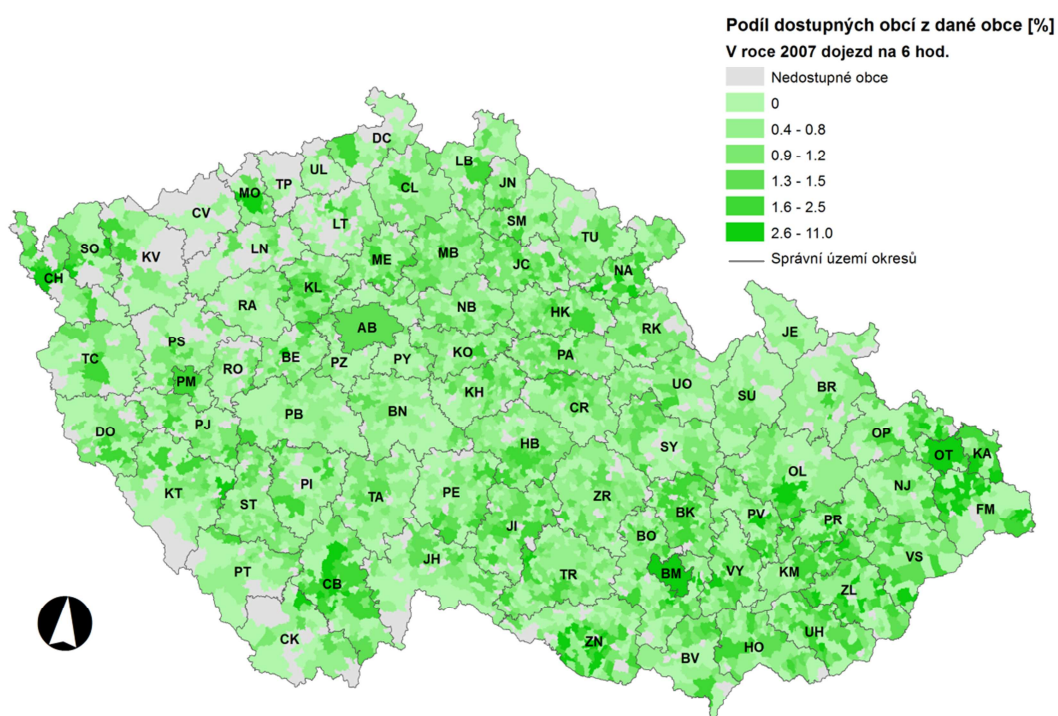 Podíl dostupných obcí z dané obce [%]
V roce 2007 dojezd na 6 hod.
Nedostupné obce
0
0.4 - 0.8
0.9 - 1.2
1.3 - 1.5
1.6 - 2.5
2.6 - 11.0
Správní území okresů
DC
LB
UL
TP
MO
CL
JN
CV
LT
SM
TU
SO
KV
LN
ME
MB
JC
NA
CH
KL
RA
NB
HK
AB
RK
JE
PS
BE
PZ
PY
KO
PA
TC
RO
PM
KH
UO
SU
BR
PB
BN
CR
DO
PJ
HB
SY
OP
OT
KA
OL
NJ
KT
ST
PI
TA
PE
ZR
FM
JI
BK
PV
PR
BO
VS
JH
PT
CB
TR
BM
VY
KM
ZL
CK
ZN
BV
HO
UH